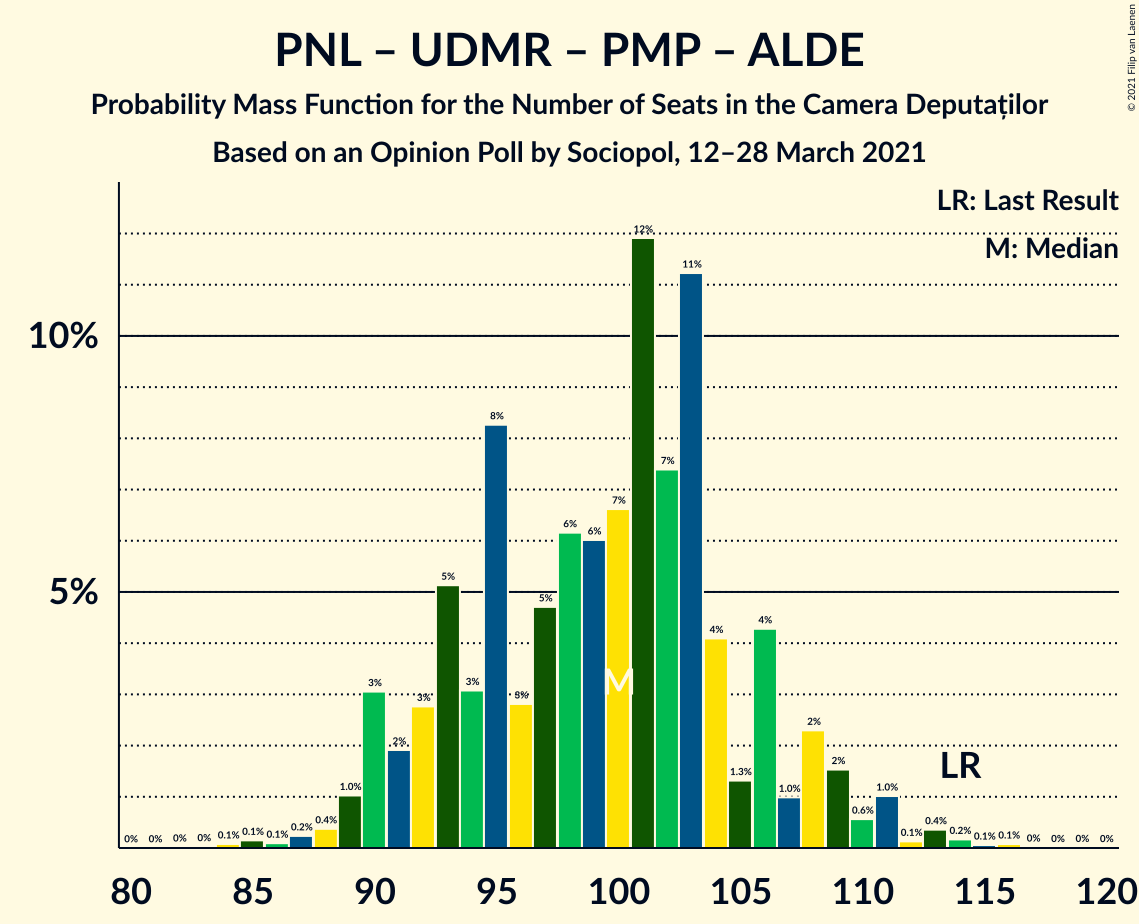 PNL – UDMR – PMP – ALDE
Probability Mass Function for the Number of Seats in the Camera Deputaților
Based on an Opinion Poll by Sociopol, 12–28 March 2021
© 2021 Filip van Laenen
LR: Last Result
M: Median
10%
5%
0% 0% 0% 0% 0.1% 0.1% 0.1% 0.2% 0.4% 1.0% 3% 2% 3% 5% 3% 8% 3% 5% 6% 6% 7% 12% 7% 11% 4% 1.3% 4% 1.0% 2% 2% 0.6% 1.0% 0.1% 0.4% 0.2% 0.1% 0.1% 0% 0% 0% 0%
M
LR
80 85 90 95 100 105 110 115 120